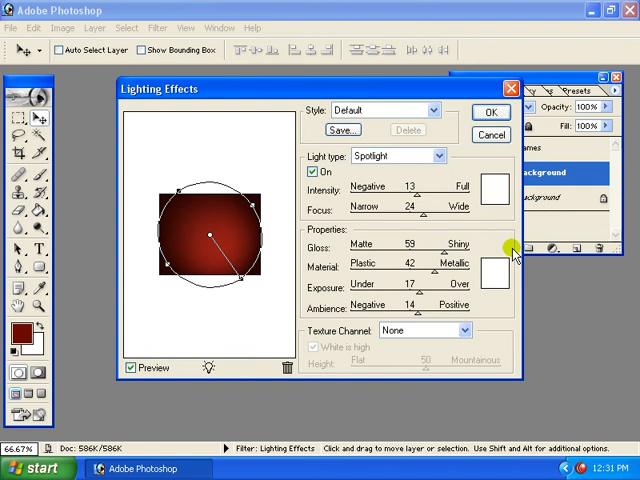 Adobe Photoshop
File Edit Image Layer Select Filter View Window Help
Auto Select Layer Show Bounding Box
Lighting Effects
Presets
Style: Default OK
Opacity: 100%
Save... Delete Cancel
Fill: 100%
ames
Light type: Spotlight
On
ackground
Intensity: Negative 13 Full
ackground
Focus: Narrow 24 Wide
Properties:
Gloss: Matte 59 Shiny
Material: Plastic 42 Metallic
Exposure: Under 17 Over
Ambience: Negative 14 Positive
Texture Channel: None
White is high
Height: Flat 50 Mountainous
Preview
66.67% Doc: 586K/586K Filter: Lighting Effects Click and drag to move layer or selection. Use Shift and Alt for additional options.
start Adobe Photoshop 12:31 PM